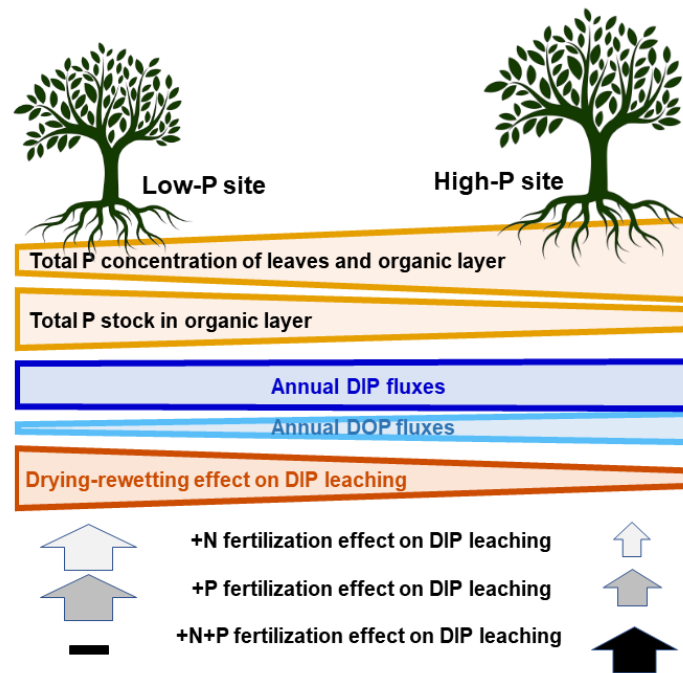 Low-P site
High-P site
Total P concentration of leaves and organic layer
Total P stock in organic layer
Annual DIP fluxes
Annual DOP fluxes
Drying-rewetting effect on DIP leaching
+N fertilization effect on DIP leaching
+P fertilization effect on DIP leaching
+N+P fertilization effect on DIP leaching